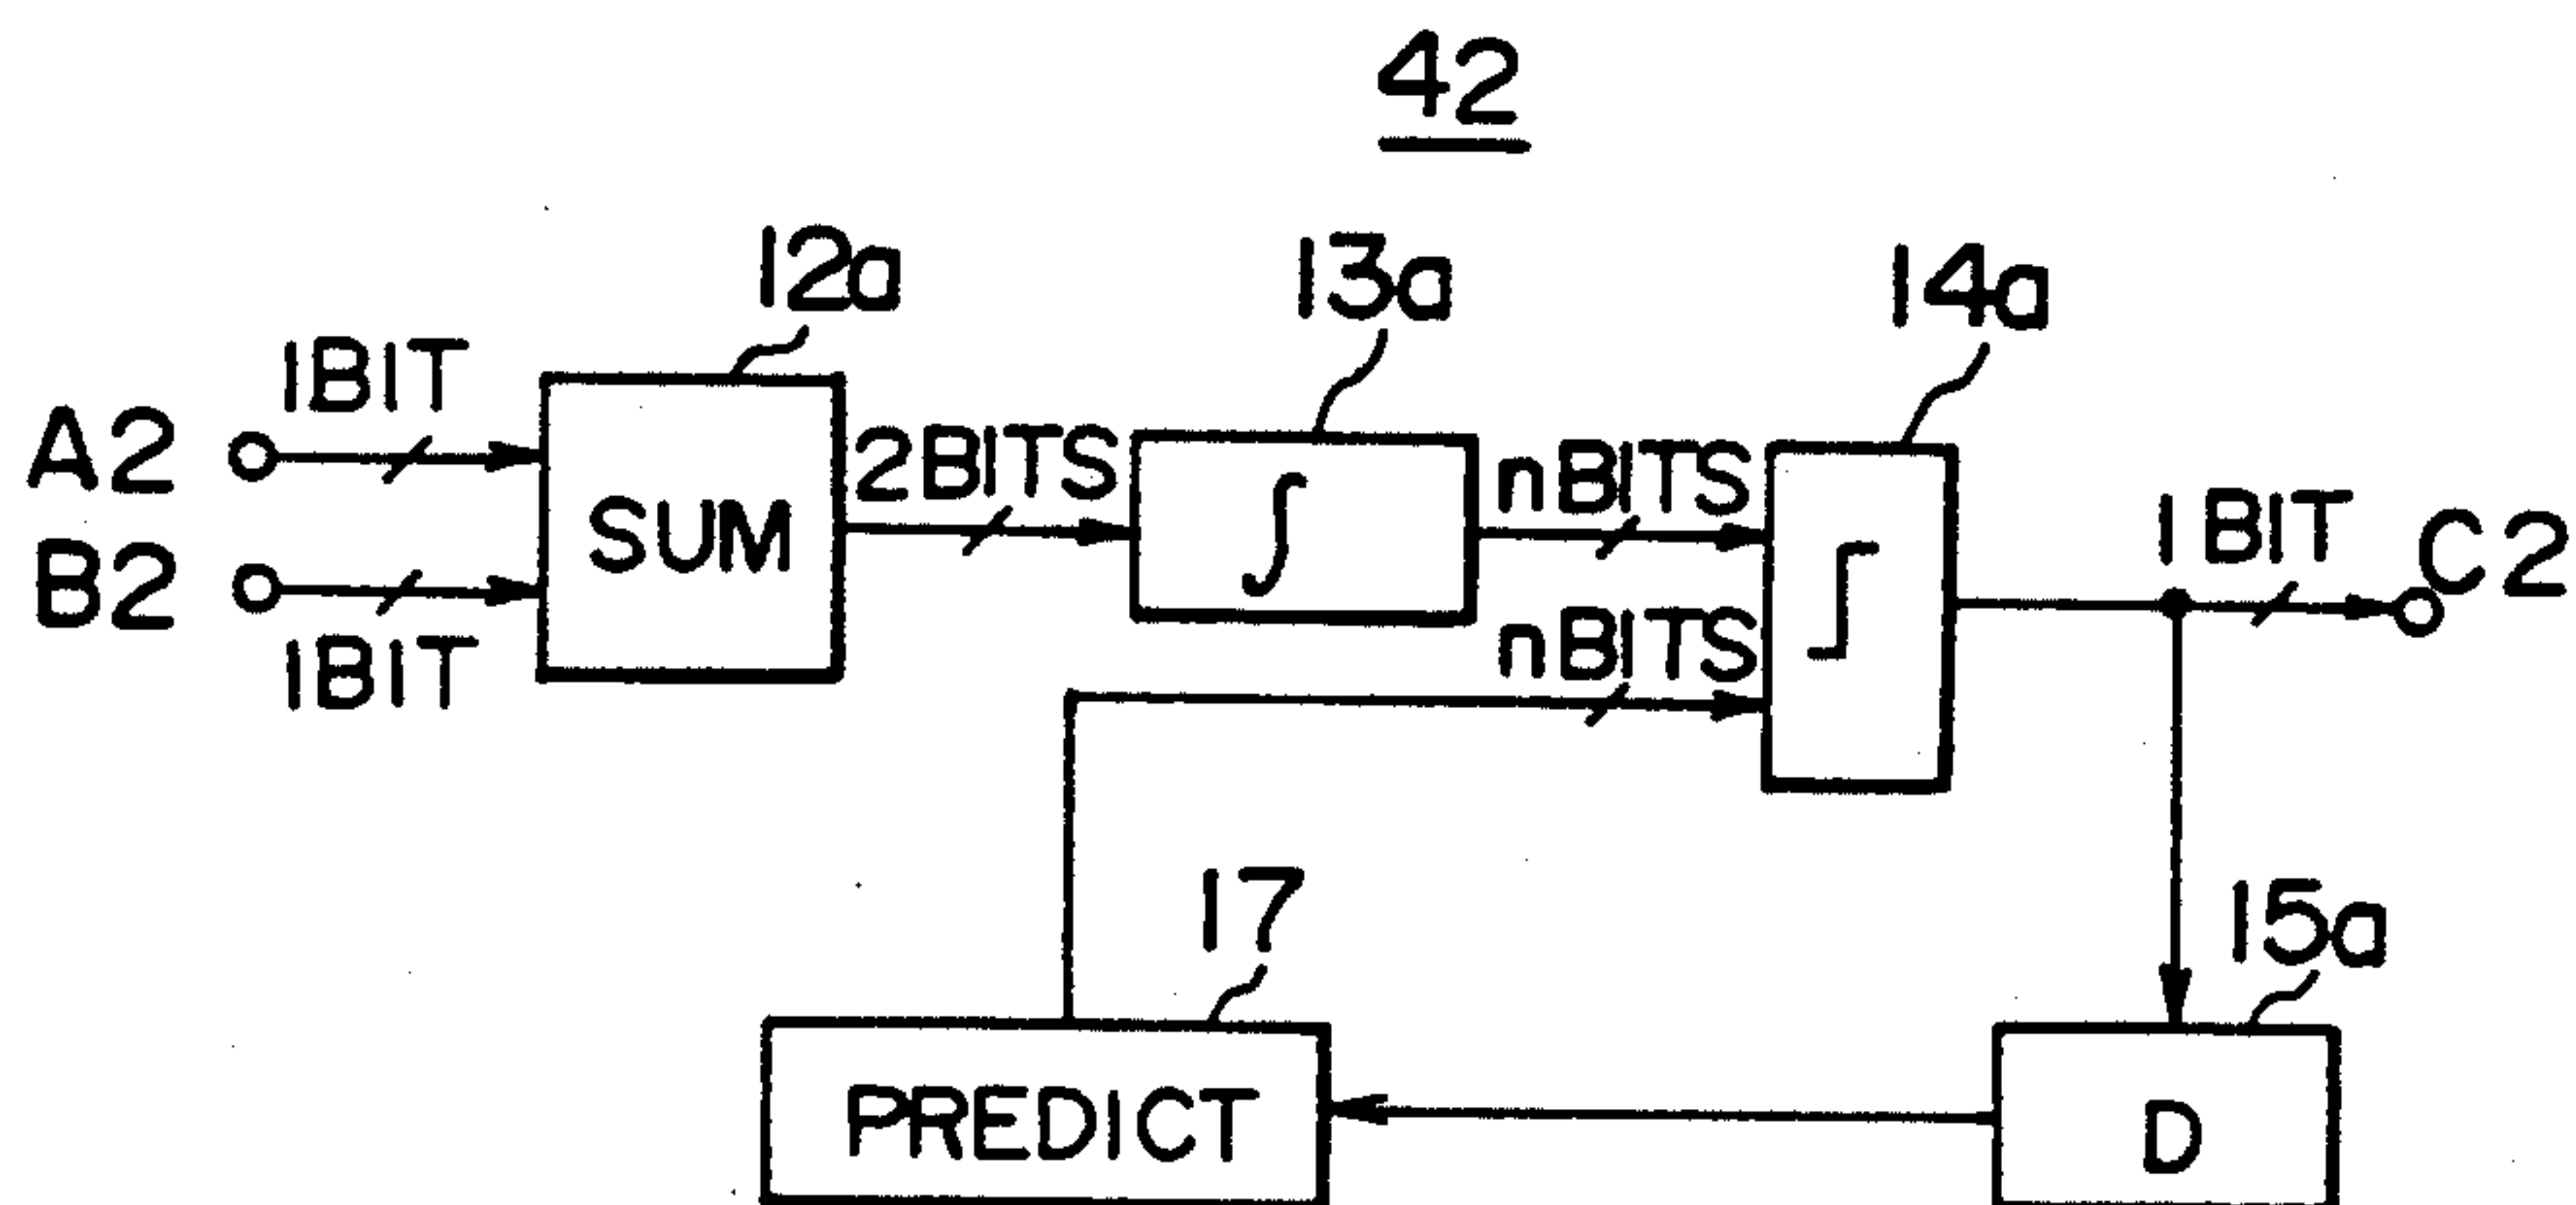 42
12a
13a
14a
1BIT
A2
SUM
2BITS
∫
nBITS
1BIT
C2
B2
1BIT
nBITS
17
15a
PREDICT
D